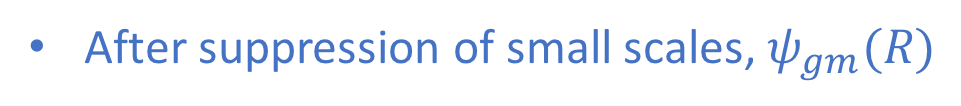 • After suppression of small scales, 𝜓𝑔𝑚(𝑅)